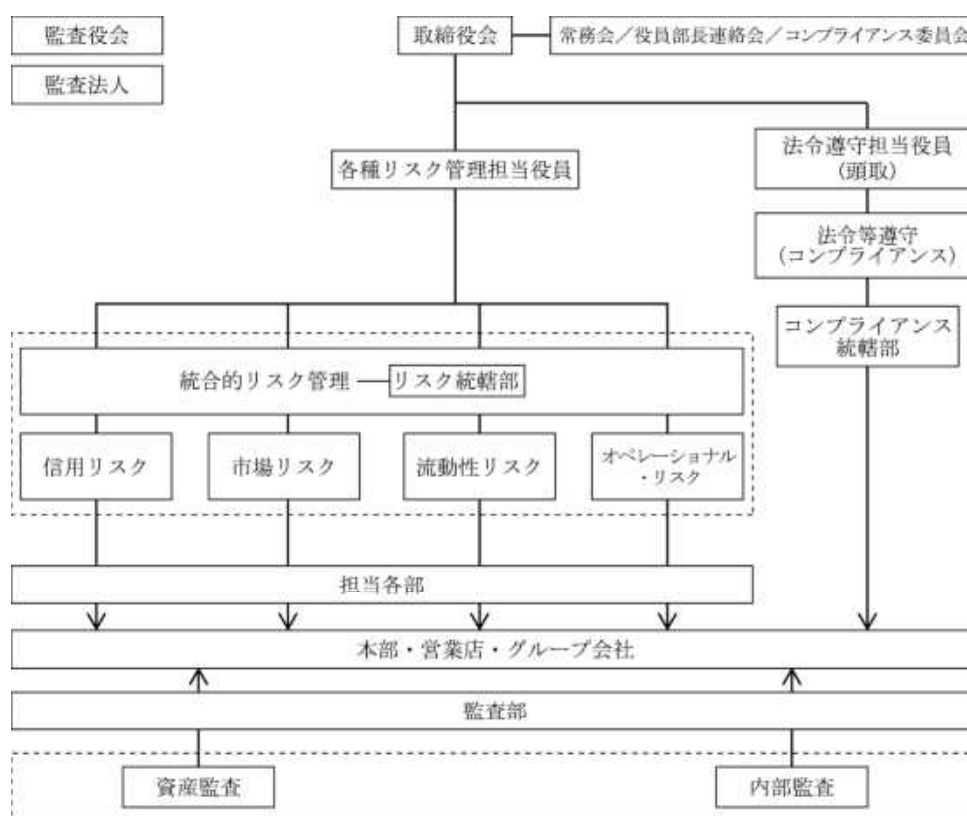 監査役会
取締役会
常務会／役員部長連絡会／コンプライアンス委員会
監査法人
各種リスク管理担当役員
法令遵守担当役員
(頭取)
法令等遵守
(コンプライアンス)
コンプライアンス
統轄部
統合的リスク管理
リスク統轄部
信用リスク
市場リスク
流動性リスク
オペレーショナル
・リスク
担当各部
本部・営業店・グループ会社
監査部
資産監査
内部監査